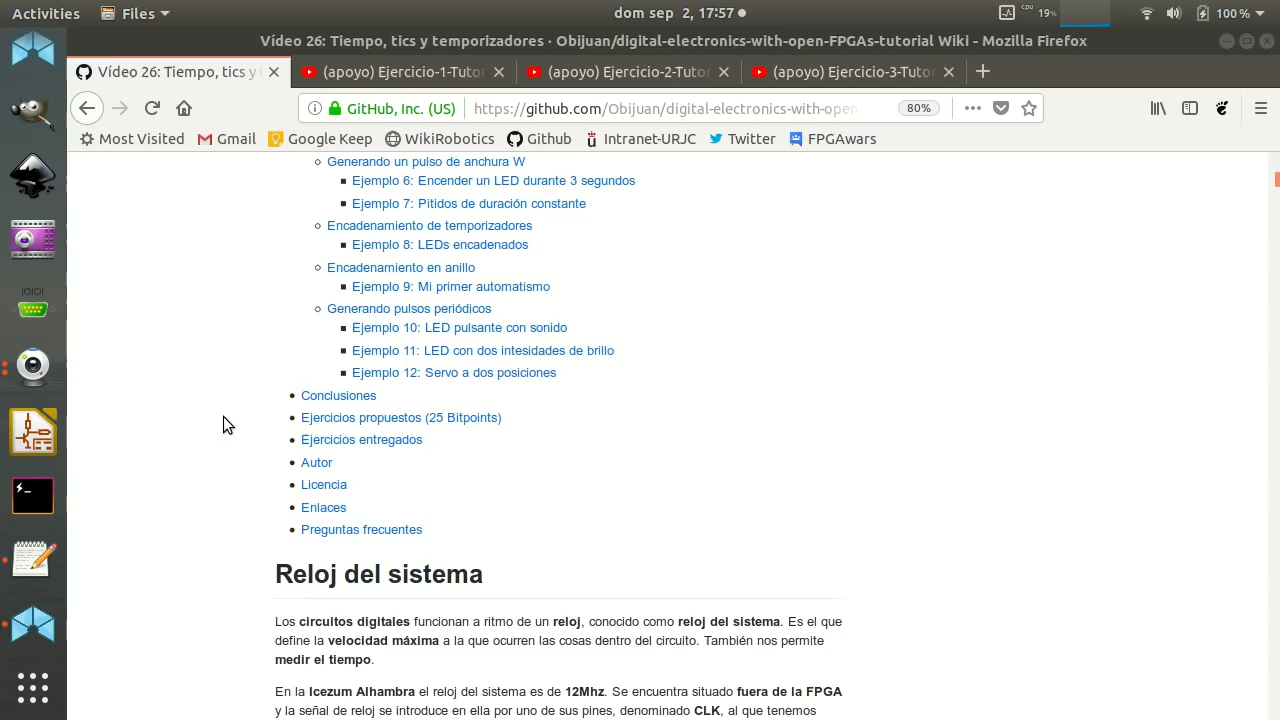 Activities Files dom sep 2, 17:57 cpu 19% 100 %
Vídeo 26: Tiempo, tics y temporizadores · Obijuan/digital-electronics-with-open-FPGAs-tutorial Wiki - Mozilla Firefox
Vídeo 26: Tiempo, tics y t (apoyo) Ejercicio-1-Tutor (apoyo) Ejercicio-2-Tutor (apoyo) Ejercicio-3-Tutor
GitHub, Inc. (US) https://github.com/Obijuan/digital-electronics-with-open- 80%
Most Visited Gmail Google Keep WikiRobotics Github Intranet-URJC Twitter FPGAwars
Generando un pulso de anchura W
Ejemplo 6: Encender un LED durante 3 segundos
Ejemplo 7: Pitidos de duración constante
Encadenamiento de temporizadores
Ejemplo 8: LEDs encadenados
Encadenamiento en anillo
Ejemplo 9: Mi primer automatismo
Generando pulsos periódicos
Ejemplo 10: LED pulsante con sonido
Ejemplo 11: LED con dos intesidades de brillo
Ejemplo 12: Servo a dos posiciones
Conclusiones
Ejercicios propuestos (25 Bitpoints)
Ejercicios entregados
Autor
Licencia
Enlaces
Preguntas frecuentes
Reloj del sistema
Los circuitos digitales funcionan a ritmo de un reloj, conocido como reloj del sistema. Es el que
define la velocidad máxima a la que ocurren las cosas dentro del circuito. También nos permite
medir el tiempo.
En la Icezum Alhambra el reloj del sistema es de 12Mhz. Se encuentra situado fuera de la FPGA
y la señal de reloj se introduce en ella por uno de sus pines, denominado CLK, al que tenemos